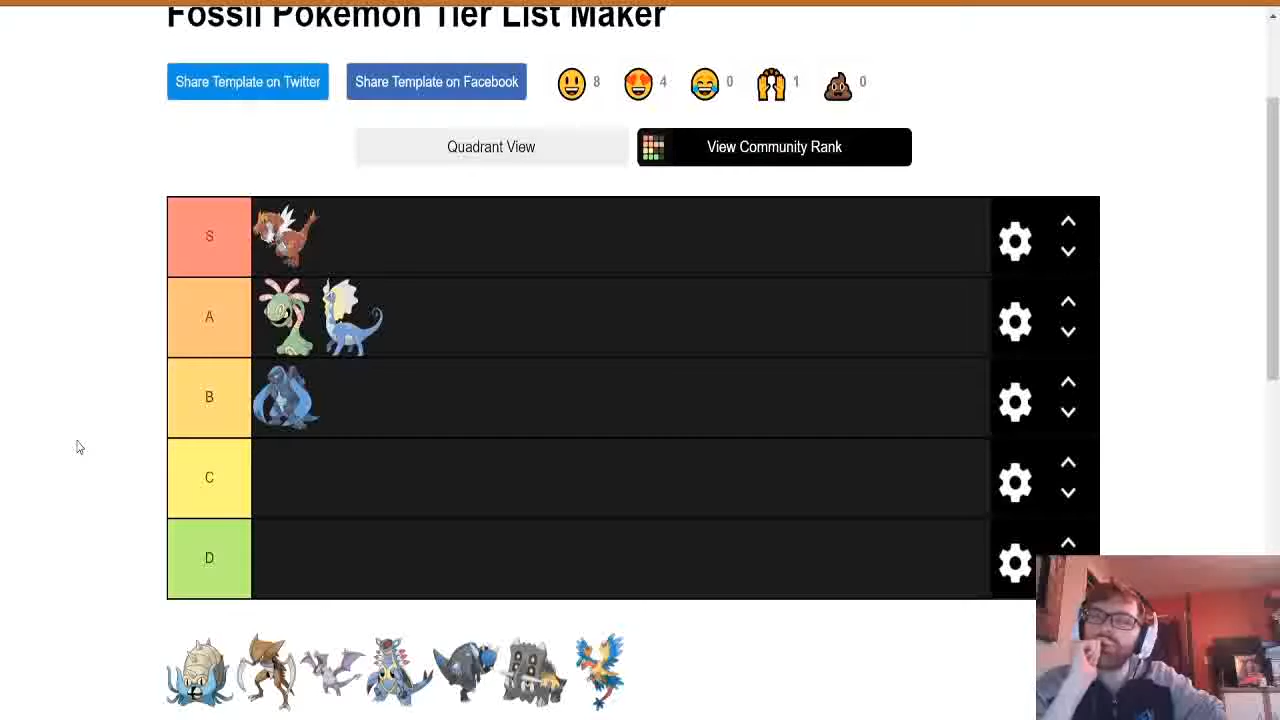 Fossil Pokemon Tier List Maker
Share Template on Twitter
Share Template on Facebook
8
4
0
1
0
Quadrant View
View Community Rank
S
A
B
C
D